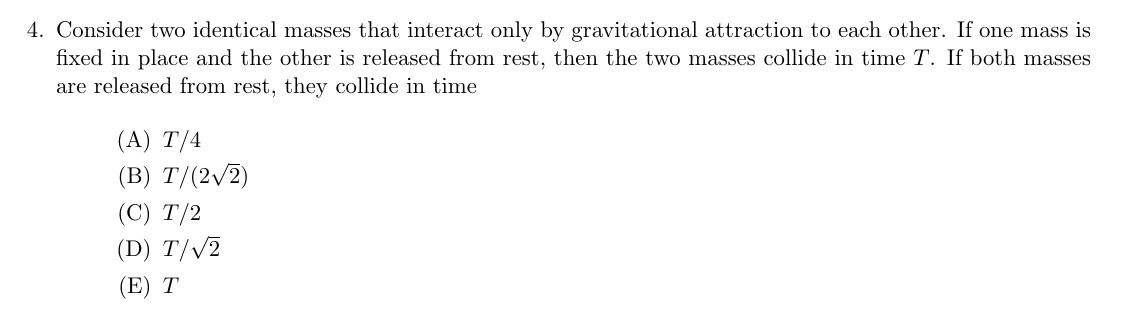 4. Consider two identical masses that interact only by gravitational attraction to each other. If one mass is
fixed in place and the other is released from rest, then the two masses collide in time T. If both masses
are released from rest, they collide in time
(A) T/4
(B) T/(2√2)
(C) T/2
(D) T/√2
(E) T